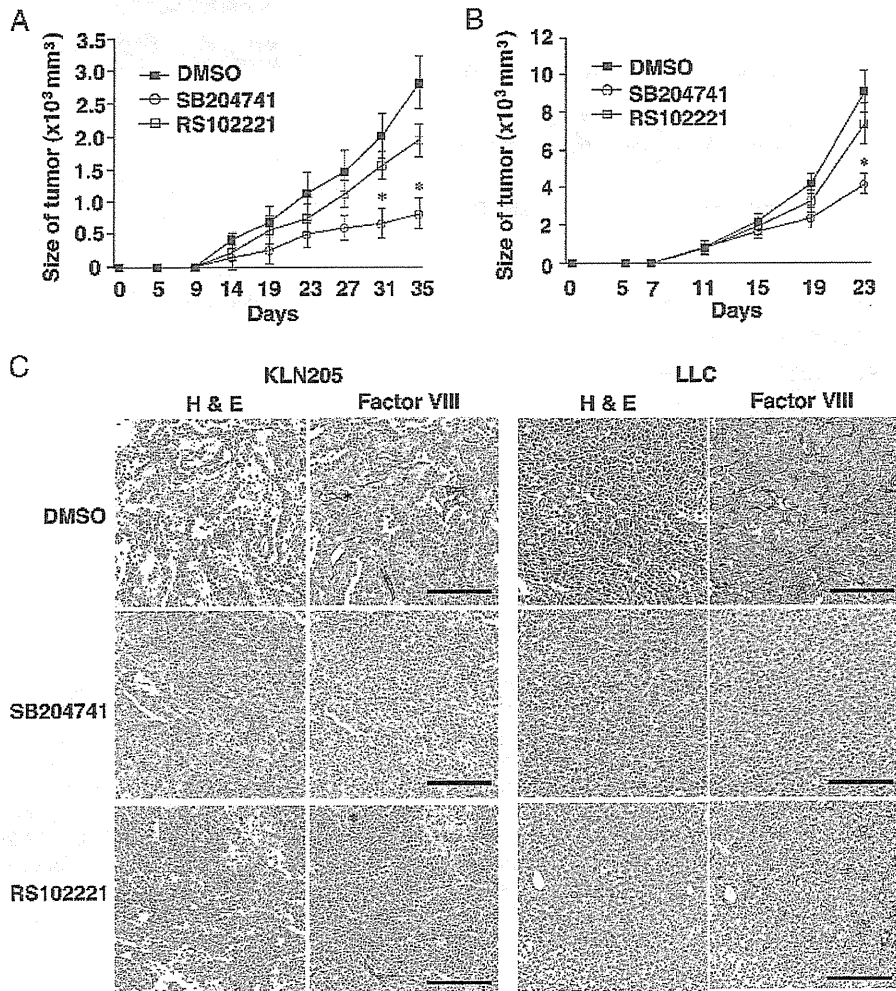 A
Size of tumor (x10³ mm³)
3.5
3.0
2.5
2.0
1.5
1.0
0.5
0
DMSO
SB204741
RS102221
*
*
0 5 9 14 19 23 27 31 35
Days
B
Size of tumor (x10³ mm³)
12
10
8
6
4
2
0
DMSO
SB204741
RS102221
*
0 5 7 11 15 19 23
Days
C
KLN205 LLC
H & E Factor VIII H & E Factor VIII
DMSO
SB204741
RS102221